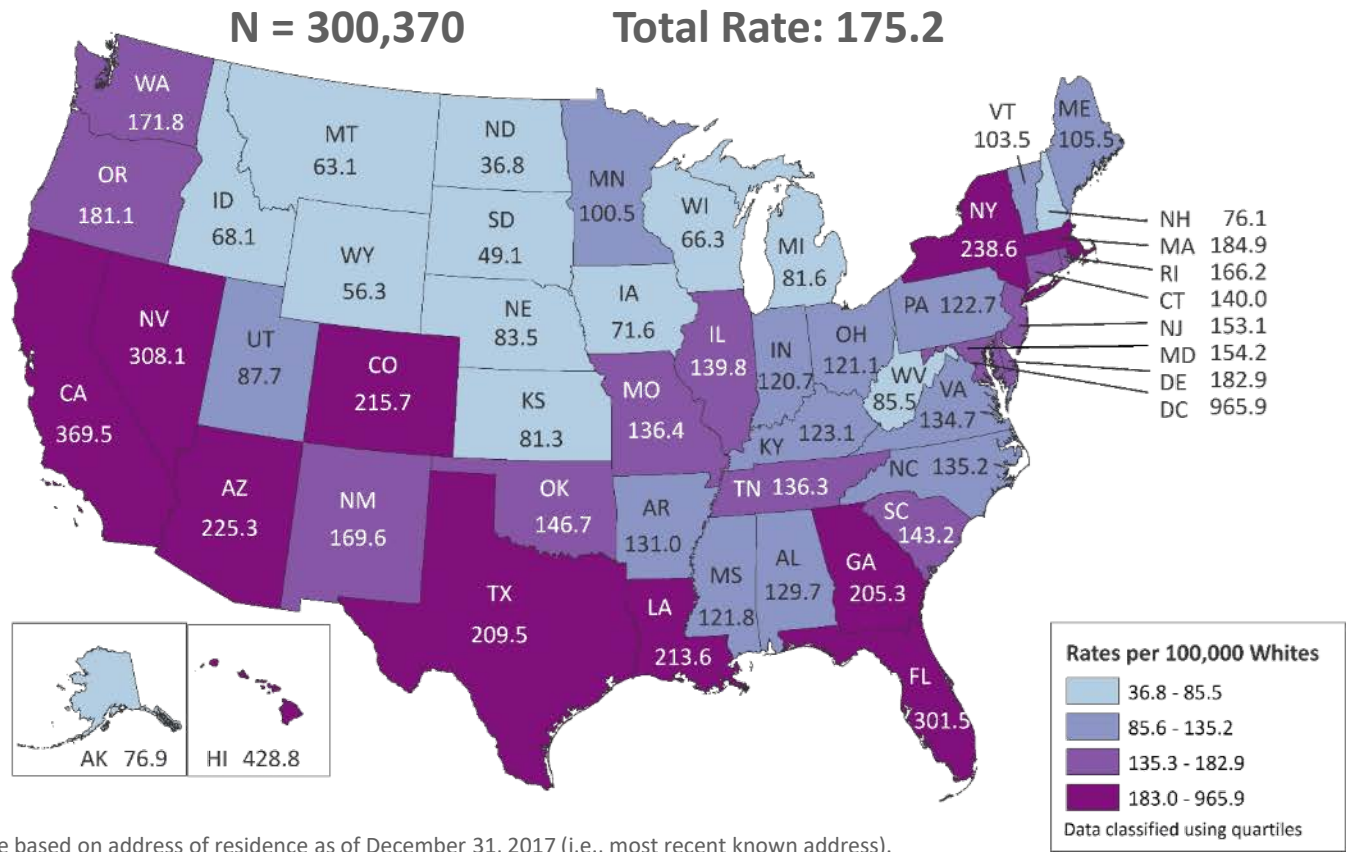 N = 300,370 Total Rate: 175.2
WA
171.8
OR
181.1
CA
369.5
NV
308.1
ID
68.1
MT
63.1
WY
56.3
UT
87.7
AZ
225.3
CO
215.7
NM
169.6
ND
36.8
SD
49.1
NE
83.5
KS
81.3
OK
146.7
TX
209.5
MN
100.5
IA
71.6
MO
136.4
AR
131.0
LA
213.6
WI
66.3
IL
139.8
MI
81.6
IN
120.7
OH
121.1
KY 123.1
TN 136.3
MS
121.8
AL
129.7
GA
205.3
FL
301.5
SC
143.2
NC 135.2
VA
134.7
WV
85.5
PA 122.7
NY
238.6
VT
103.5
ME
105.5
NH 76.1
MA 184.9
RI 166.2
CT 140.0
NJ 153.1
MD 154.2
DE 182.9
DC 965.9
AK 76.9
HI 428.8
Rates per 100,000 Whites
36.8 - 85.5
85.6 - 135.2
135.3 - 182.9
183.0 - 965.9
Data classified using quartiles
e based on address of residence as of December 31, 2017 (i.e., most recent known address).